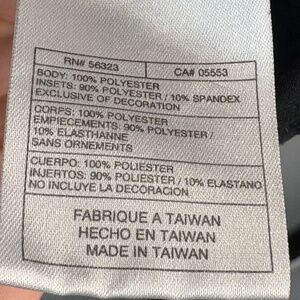 RN# 56323 CA# 05553
BODY: 100% POLYESTER
INSETS: 90% POLYESTER / 10% SPANDEX
EXCLUSIVE OF DECORATION
CORPS: 100% POLYESTER
EMPIECEMENTS: 90% POLYESTER /
10% ELASTHANNE
SANS ORNEMENTS
CUERPO: 100% POLIESTER
INJERTOS: 90% POLIESTER / 10% ELASTANO
NO INCLUYE LA DECORACION
FABRIQUE A TAIWAN
HECHO EN TAIWAN
MADE IN TAIWAN